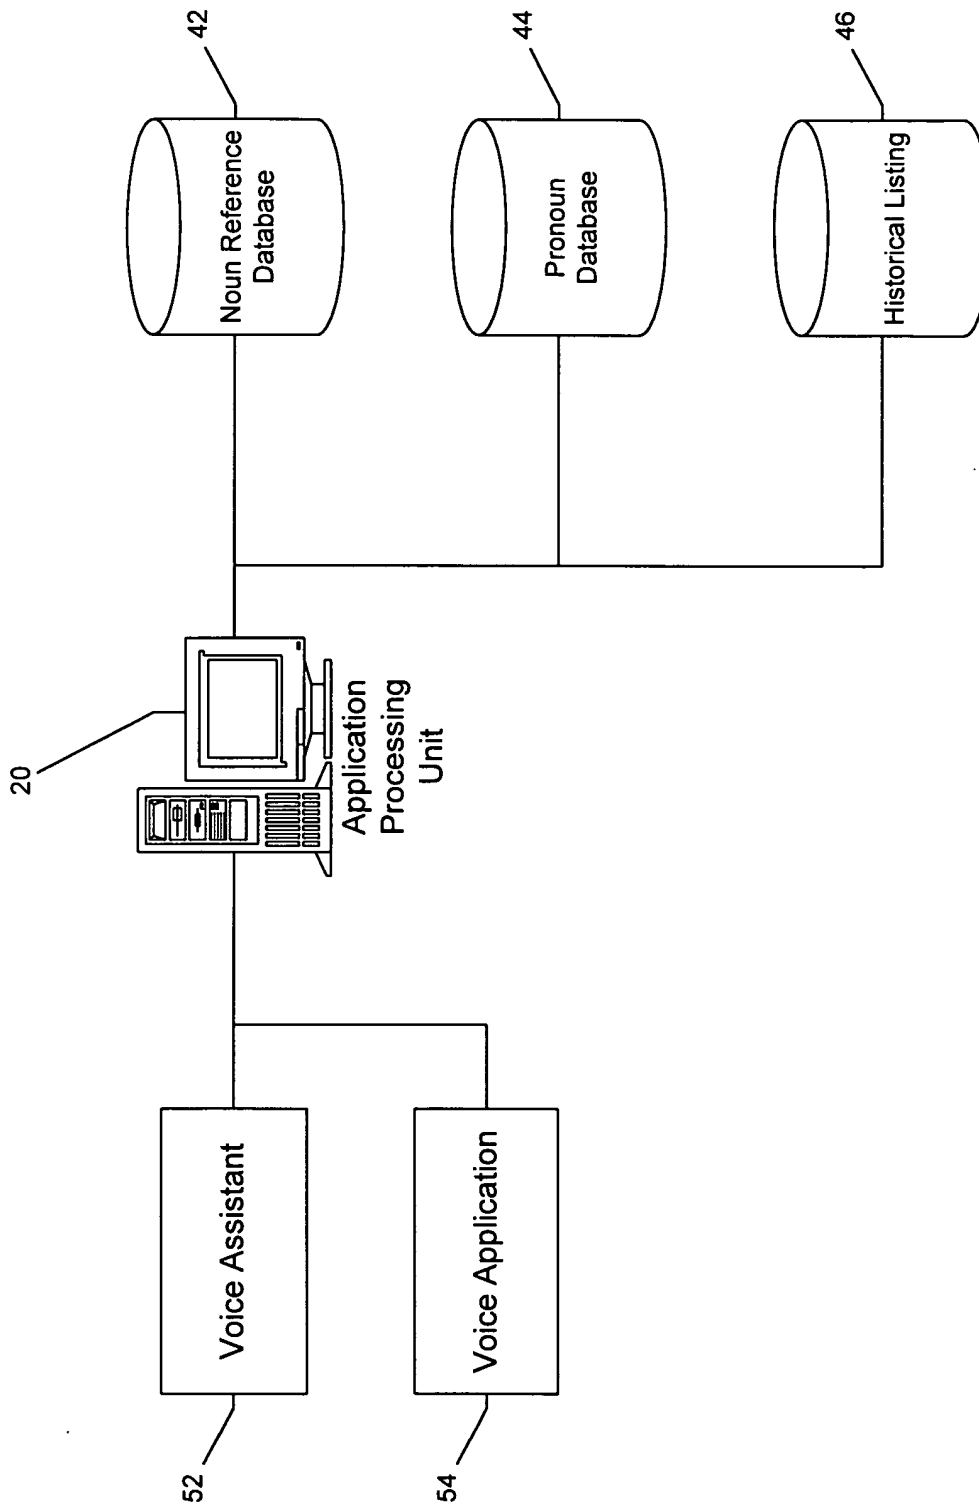 20
42
Noun Reference
Database
44
Pronoun
Database
46
Historical Listing
Application
Processing
Unit
Voice Assistant
52
Voice Application
54